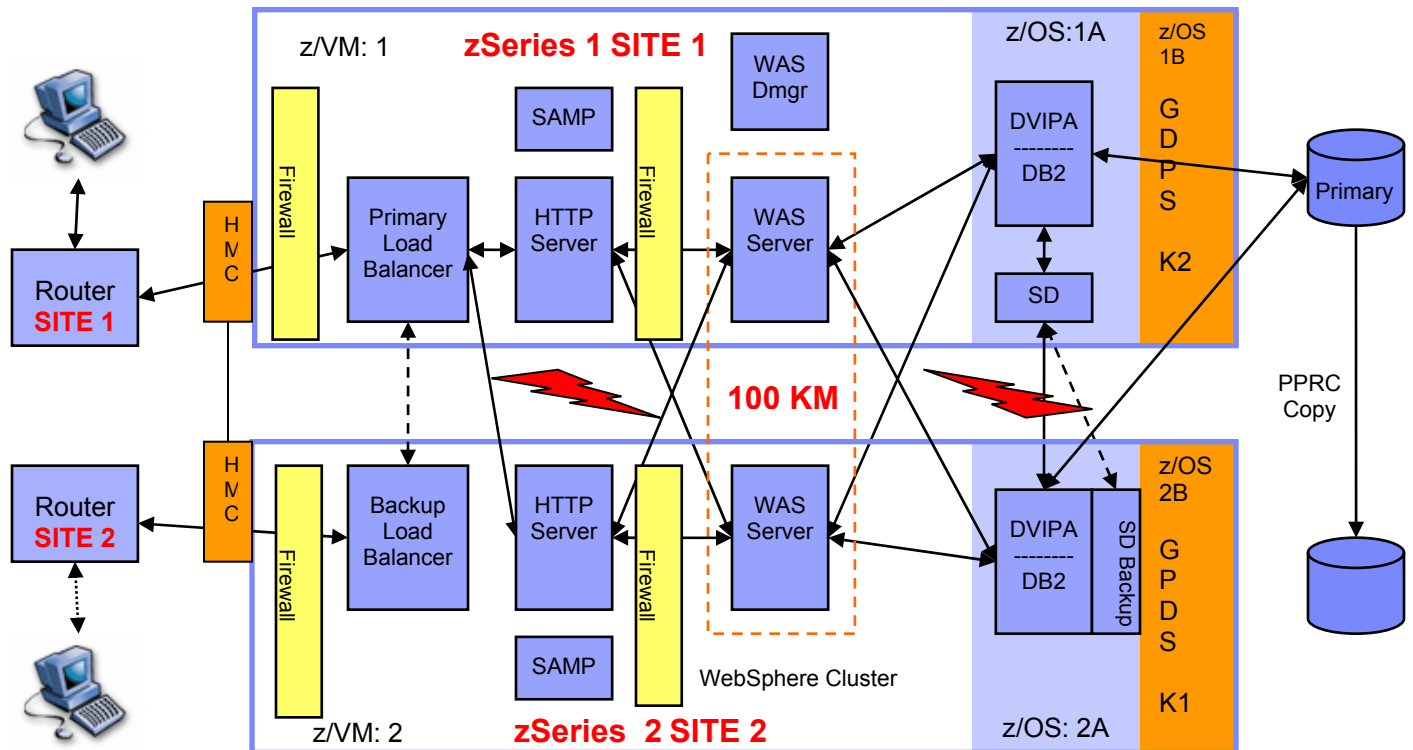 z/VM: 1
zSeries 1 SITE 1
z/OS:1A
z/OS
1B
G
D
P
S
K2
WAS
Dmgr
SAMP
Firewall
Firewall
DVIPA
--------
DB2
Primary
H
M
C
Primary
Load
Balancer
HTTP
Server
WAS
Server
Router
SITE 1
SD
100 KM
PPRC
Copy
H
M
C
Router
SITE 2
Firewall
Backup
Load
Balancer
HTTP
Server
Firewall
WAS
Server
DVIPA
--------
DB2
SD Backup
z/OS
2B
G
P
D
S
K1
SAMP
WebSphere Cluster
z/VM: 2
zSeries 2 SITE 2
z/OS: 2A